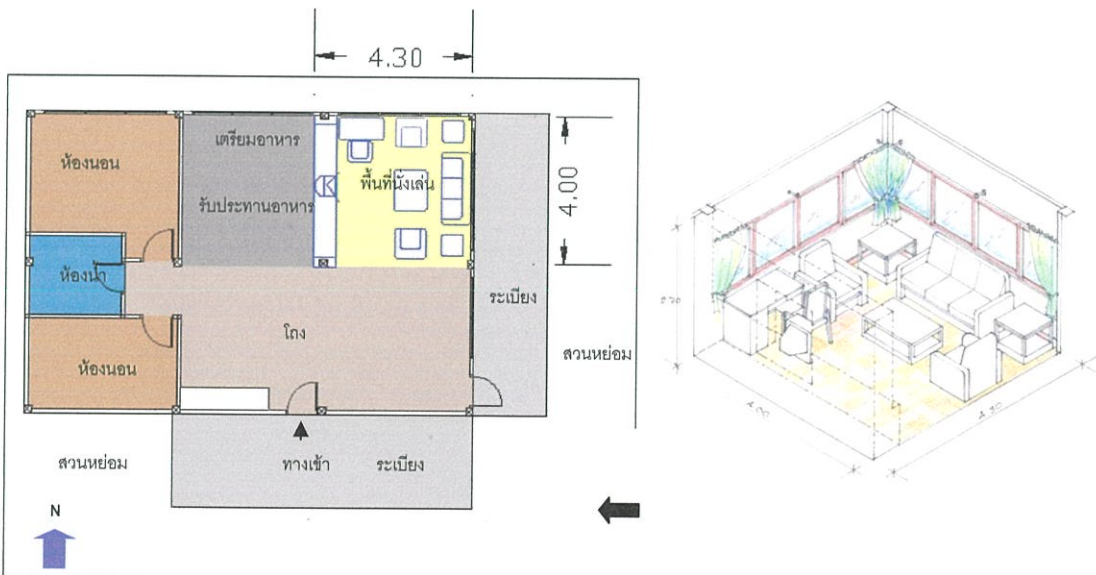 4.30
เตรียมอาหาร
ห้องนอน
พื้นที่นั่งเล่น
4.00
รับประทานอาหาร
ห้องน้ำ
ระเบียง
โถง
สวนหย่อม
ห้องนอน
สวนหย่อม
ทางเข้า
ระเบียง
N
4.00
4.30